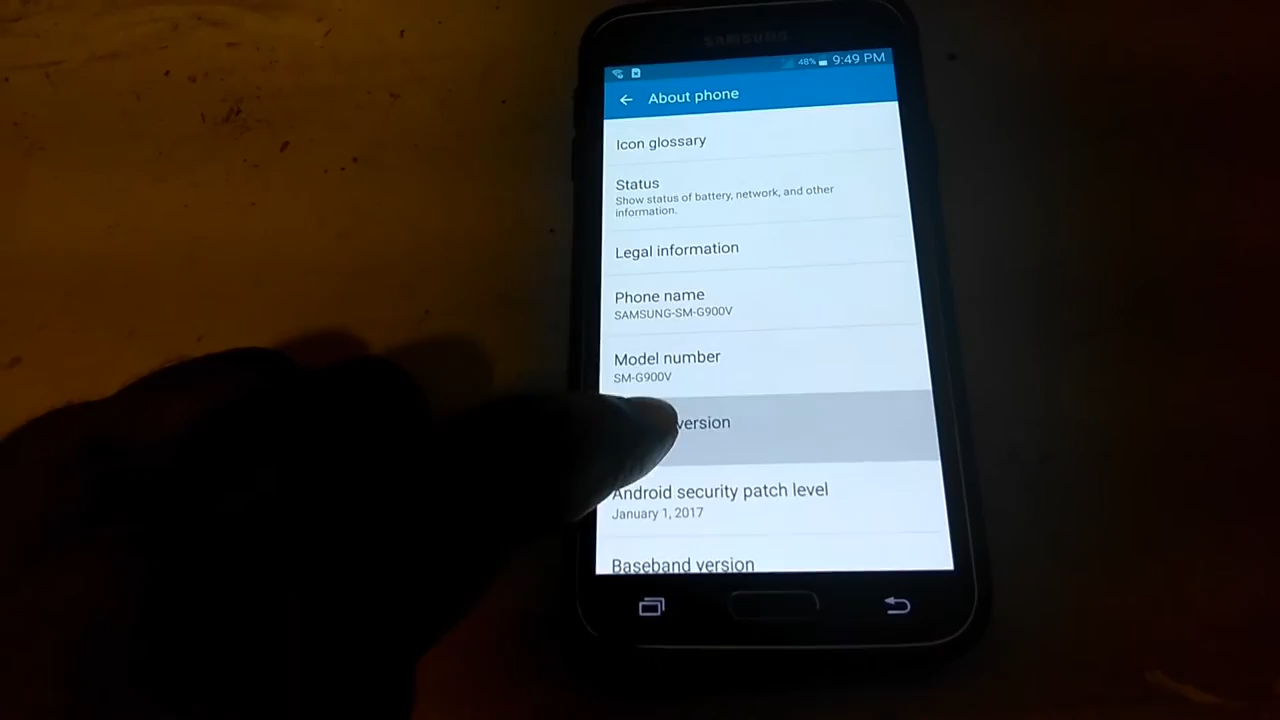 SAMSUNG
48% 9:49 PM
About phone
Icon glossary
Status
Show status of battery, network, and other
information.
Legal information
Phone name
SAMSUNG-SM-G900V
Model number
SM-G900V
version
Android security patch level
January 1, 2017
Baseband version